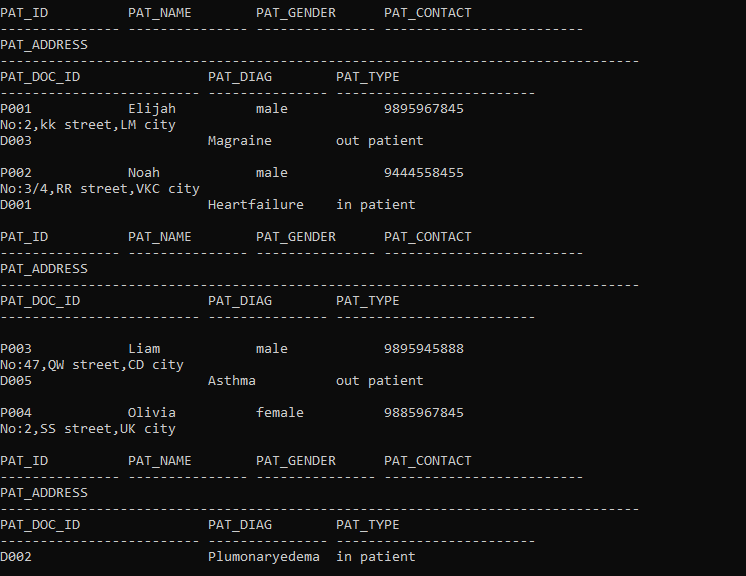 PAT_ID          PAT_NAME        PAT_GENDER      PAT_CONTACT
--------------- --------------- --------------- -------------------------
PAT_ADDRESS
--------------------------------------------------------------------------------
PAT_DOC_ID                PAT_DIAG        PAT_TYPE
------------------------- --------------- -------------------------
P001            Elijah          male            9895967845
No:2,kk street,LM city
D003                      Magraine        out patient

P002            Noah            male            9444558455
No:3/4,RR street,VKC city
D001                      Heartfailure    in patient

PAT_ID          PAT_NAME        PAT_GENDER      PAT_CONTACT
--------------- --------------- --------------- -------------------------
PAT_ADDRESS
--------------------------------------------------------------------------------
PAT_DOC_ID                PAT_DIAG        PAT_TYPE
------------------------- --------------- -------------------------

P003            Liam            male            9895945888
No:47,QW street,CD city
D005                      Asthma          out patient

P004            Olivia          female          9885967845
No:2,SS street,UK city

PAT_ID          PAT_NAME        PAT_GENDER      PAT_CONTACT
--------------- --------------- --------------- -------------------------
PAT_ADDRESS
--------------------------------------------------------------------------------
PAT_DOC_ID                PAT_DIAG        PAT_TYPE
------------------------- --------------- -------------------------
D002                      Plumonaryedema  in patient